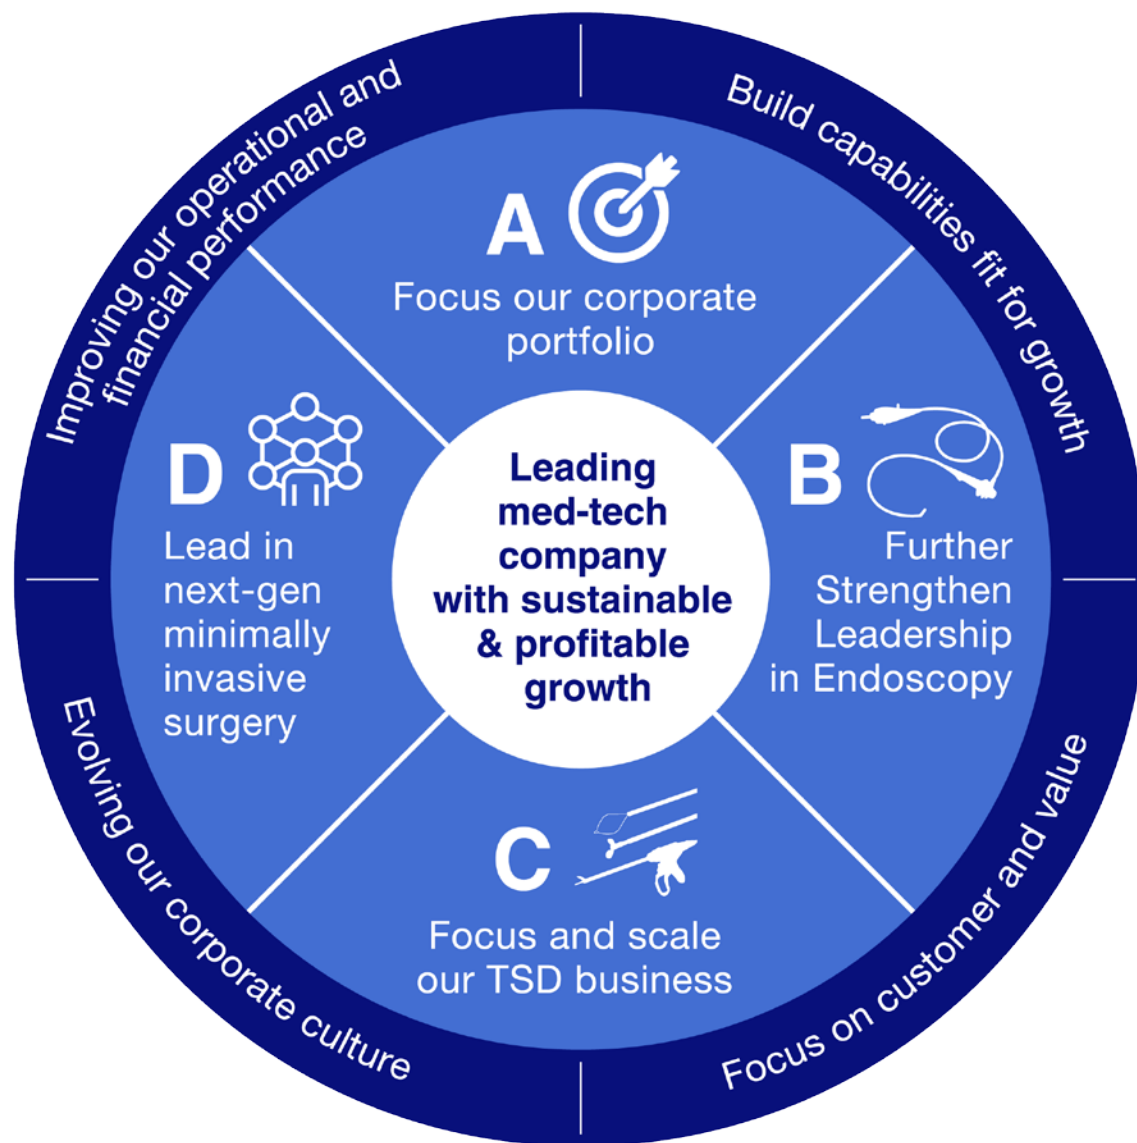 Improving our operational and
financial performance
Build capabilities fit for growth
A
Focus our corporate
portfolio
D
Lead in
next-gen
minimally
invasive
surgery
Leading
med-tech
company
with sustainable
& profitable
growth
B
Further
Strengthen
Leadership
in Endoscopy
C
Focus and scale
our TSD business
Evolving our corporate culture
Focus on customer and value